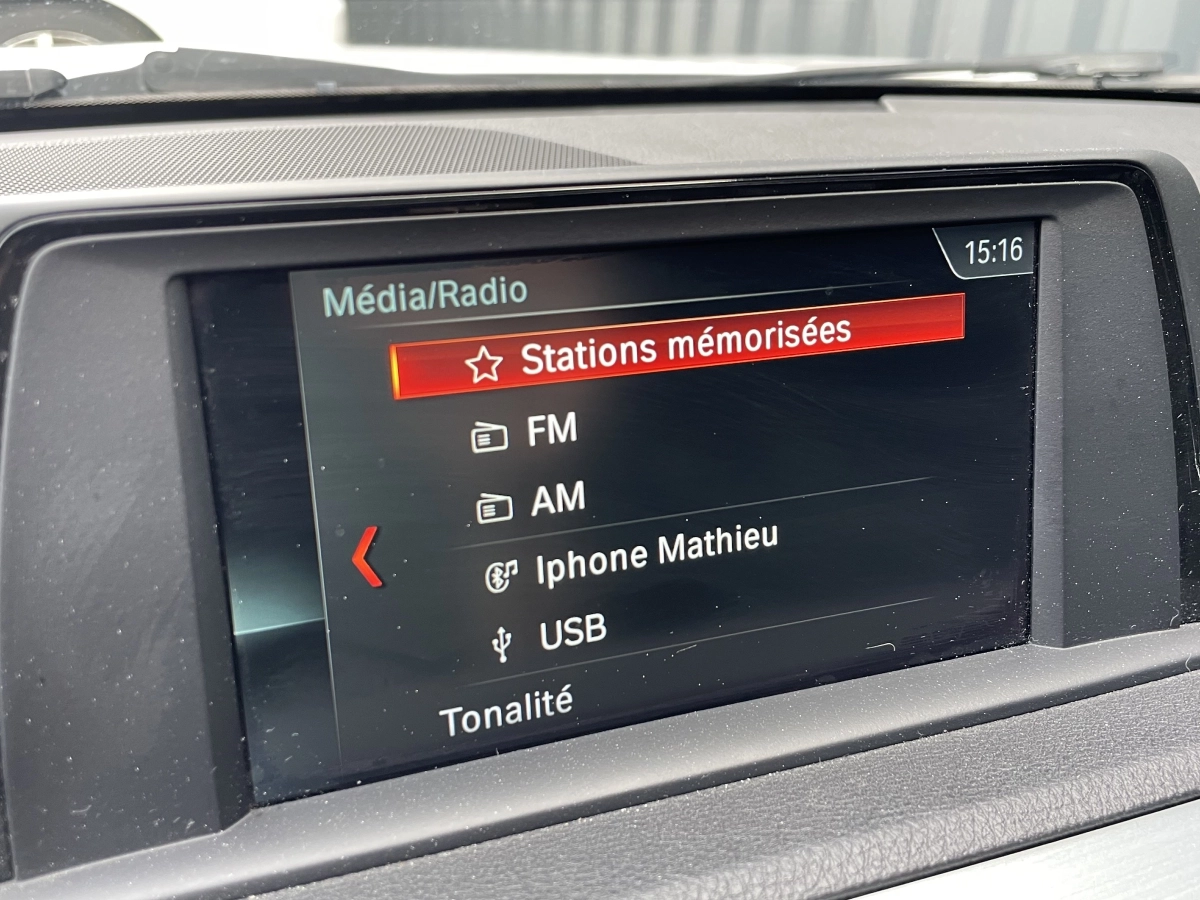 15:16
Média/Radio
Stations mémorisées
FM
AM
Iphone Mathieu
USB
Tonalité